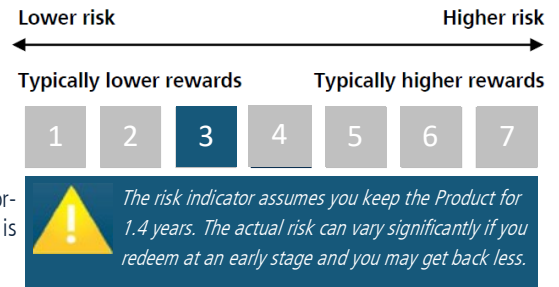 Lower risk Higher risk
Typically lower rewards Typically higher rewards
1 2 3 4 5 6 7
or-
is
The risk indicator assumes you keep the Product for
1.4 years. The actual risk can vary significantly if you
redeem at an early stage and you may get back less.